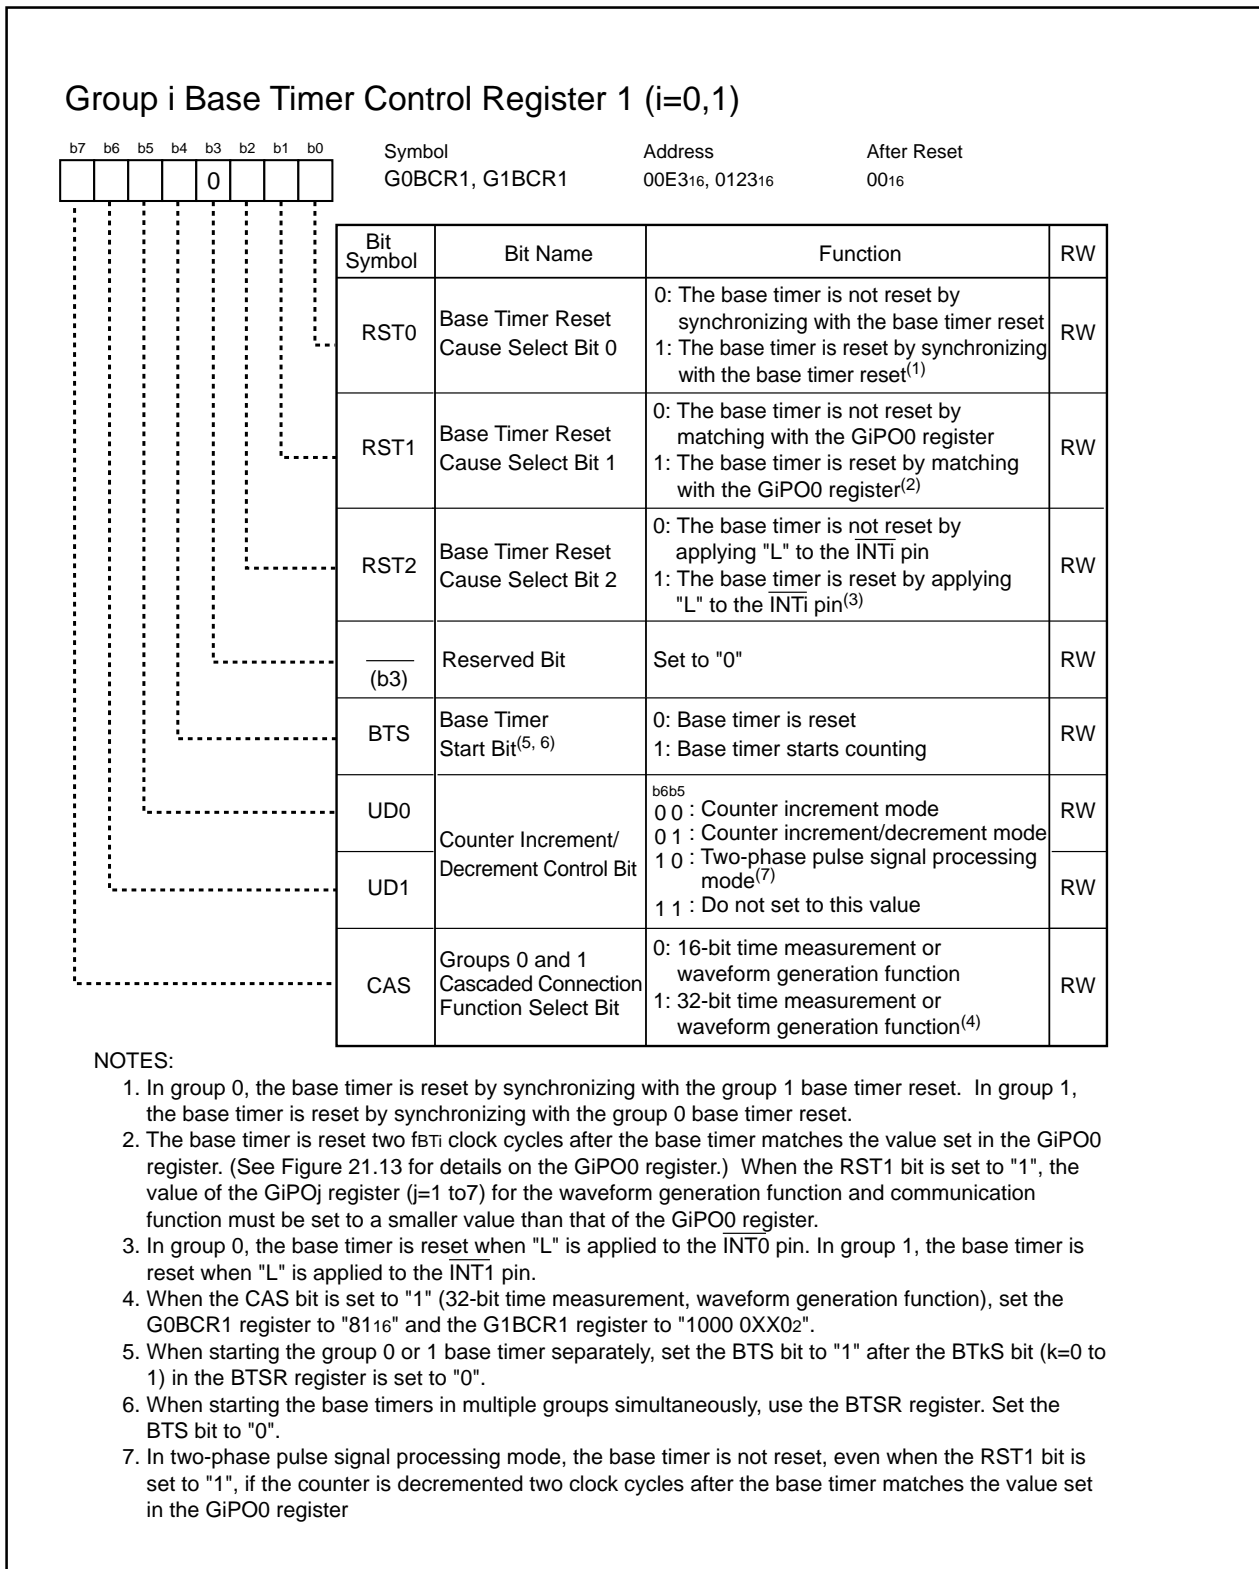 Group i Base Timer Control Register 1 (i=0,1)
b7 b6 b5 b4 b3 b2 b1 b0
Symbol Address After Reset
0
G0BCR1, G1BCR1 00E316, 012316 0016
Bit Symbol Bit Name Function RW
RST0
Base Timer Reset
Cause Select Bit 0
0: The base timer is not reset by
synchronizing with the base timer reset
1: The base timer is reset by synchronizing
with the base timer reset(1)
RW
RST1
Base Timer Reset
Cause Select Bit 1
0: The base timer is not reset by
matching with the GiPO0 register
1: The base timer is reset by matching
with the GiPO0 register(2)
RW
RST2
Base Timer Reset
Cause Select Bit 2
0: The base timer is not reset by
applying "L" to the INTi pin
1: The base timer is reset by applying
"L" to the INTi pin(3)
RW
(b3)
Reserved Bit
Set to "0"
RW
BTS
Base Timer
Start Bit(5, 6)
0: Base timer is reset
1: Base timer starts counting
RW
UD0
UD1
Counter Increment/
Decrement Control Bit
b6b5
0 0 : Counter increment mode
0 1 : Counter increment/decrement mode
1 0 : Two-phase pulse signal processing
mode(7)
1 1 : Do not set to this value
RW
RW
CAS
Groups 0 and 1
Cascaded Connection
Function Select Bit
0: 16-bit time measurement or
waveform generation function
1: 32-bit time measurement or
waveform generation function(4)
RW
NOTES:
1. In group 0, the base timer is reset by synchronizing with the group 1 base timer reset. In group 1,
the base timer is reset by synchronizing with the group 0 base timer reset.
2. The base timer is reset two fBTi clock cycles after the base timer matches the value set in the GiPO0
register. (See Figure 21.13 for details on the GiPO0 register.) When the RST1 bit is set to "1", the
value of the GiPOj register (j=1 to7) for the waveform generation function and communication
function must be set to a smaller value than that of the GiPO0 register.
3. In group 0, the base timer is reset when "L" is applied to the INT0 pin. In group 1, the base timer is
reset when "L" is applied to the INT1 pin.
4. When the CAS bit is set to "1" (32-bit time measurement, waveform generation function), set the
G0BCR1 register to "8116" and the G1BCR1 register to "1000 0XX02".
5. When starting the group 0 or 1 base timer separately, set the BTS bit to "1" after the BTkS bit (k=0 to
1) in the BTSR register is set to "0".
6. When starting the base timers in multiple groups simultaneously, use the BTSR register. Set the
BTS bit to "0".
7. In two-phase pulse signal processing mode, the base timer is not reset, even when the RST1 bit is
set to "1", if the counter is decremented two clock cycles after the base timer matches the value set
in the GiPO0 register